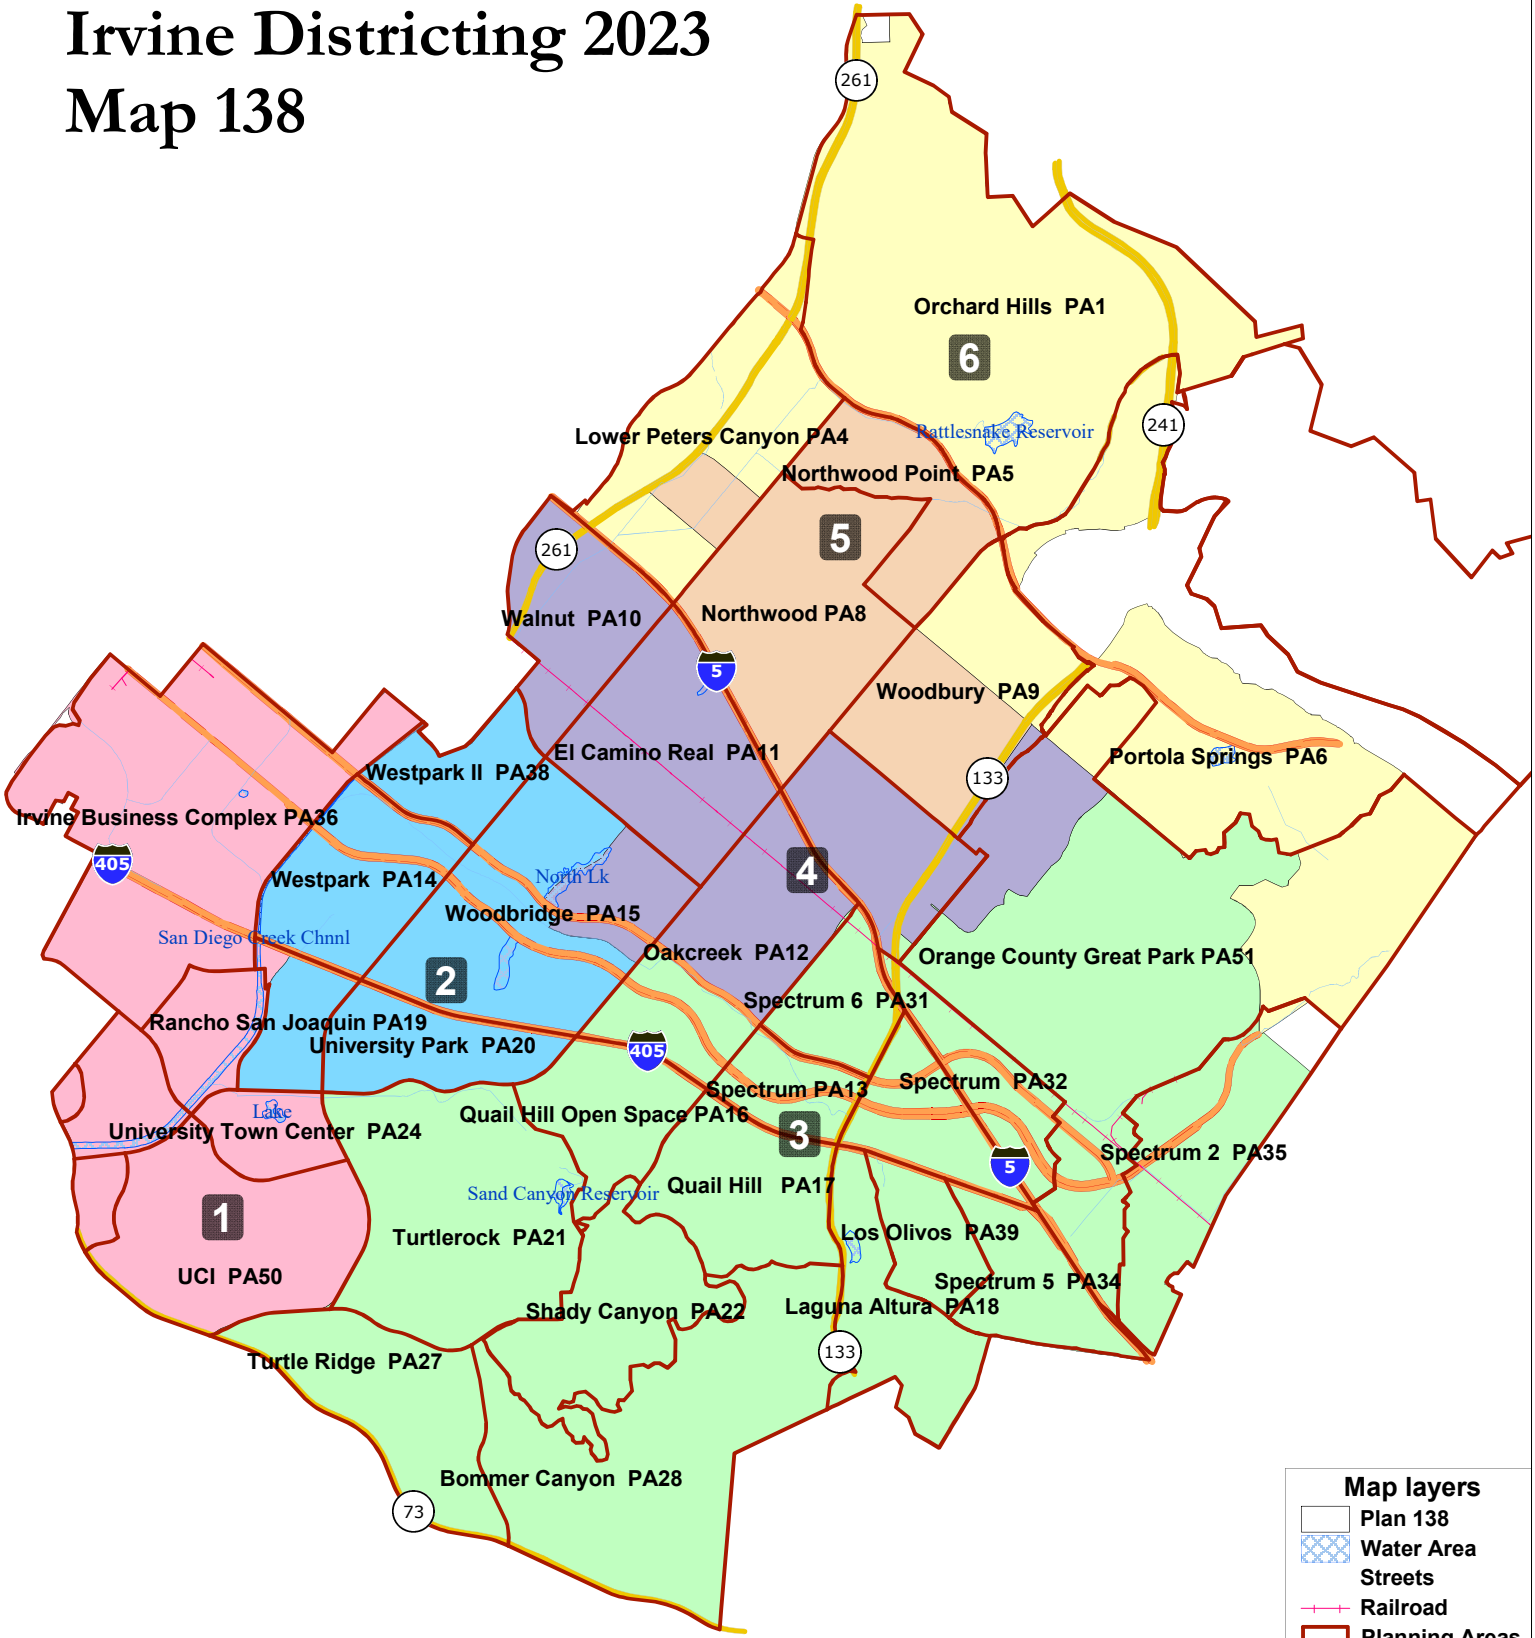 Irvine Districting 2023
Map 138
261
Orchard Hills PA1
6
241
Rattlesnake Reservoir
Lower Peters Canyon PA4
Northwood Point PA5
5
261
Walnut PA10
Northwood PA8
5
Woodbury PA9
El Camino Real PA11
Portola Springs PA6
Westpark II PA38
133
Irvine Business Complex PA36
405
4
Westpark PA14
North Lk
Woodbridge PA15
San Diego Creek Chnnl
Oakcreek PA12
Orange County Great Park PA51
2
Spectrum 6 PA31
Rancho San Joaquin PA19
University Park PA20
405
Spectrum PA13
Spectrum PA32
Lake
Quail Hill Open Space PA16
University Town Center PA24
3
Spectrum 2 PA35
5
Quail Hill PA17
Sand Canyon Reservoir
1
Turtlerock PA21
Los Olivos PA39
UCI PA50
Spectrum 5 PA34
Shady Canyon PA22
Laguna Altura PA18
133
Turtle Ridge PA27
Bommer Canyon PA28
73
Map layers
Plan 138
Water Area
Streets
Railroad
Planning Areas